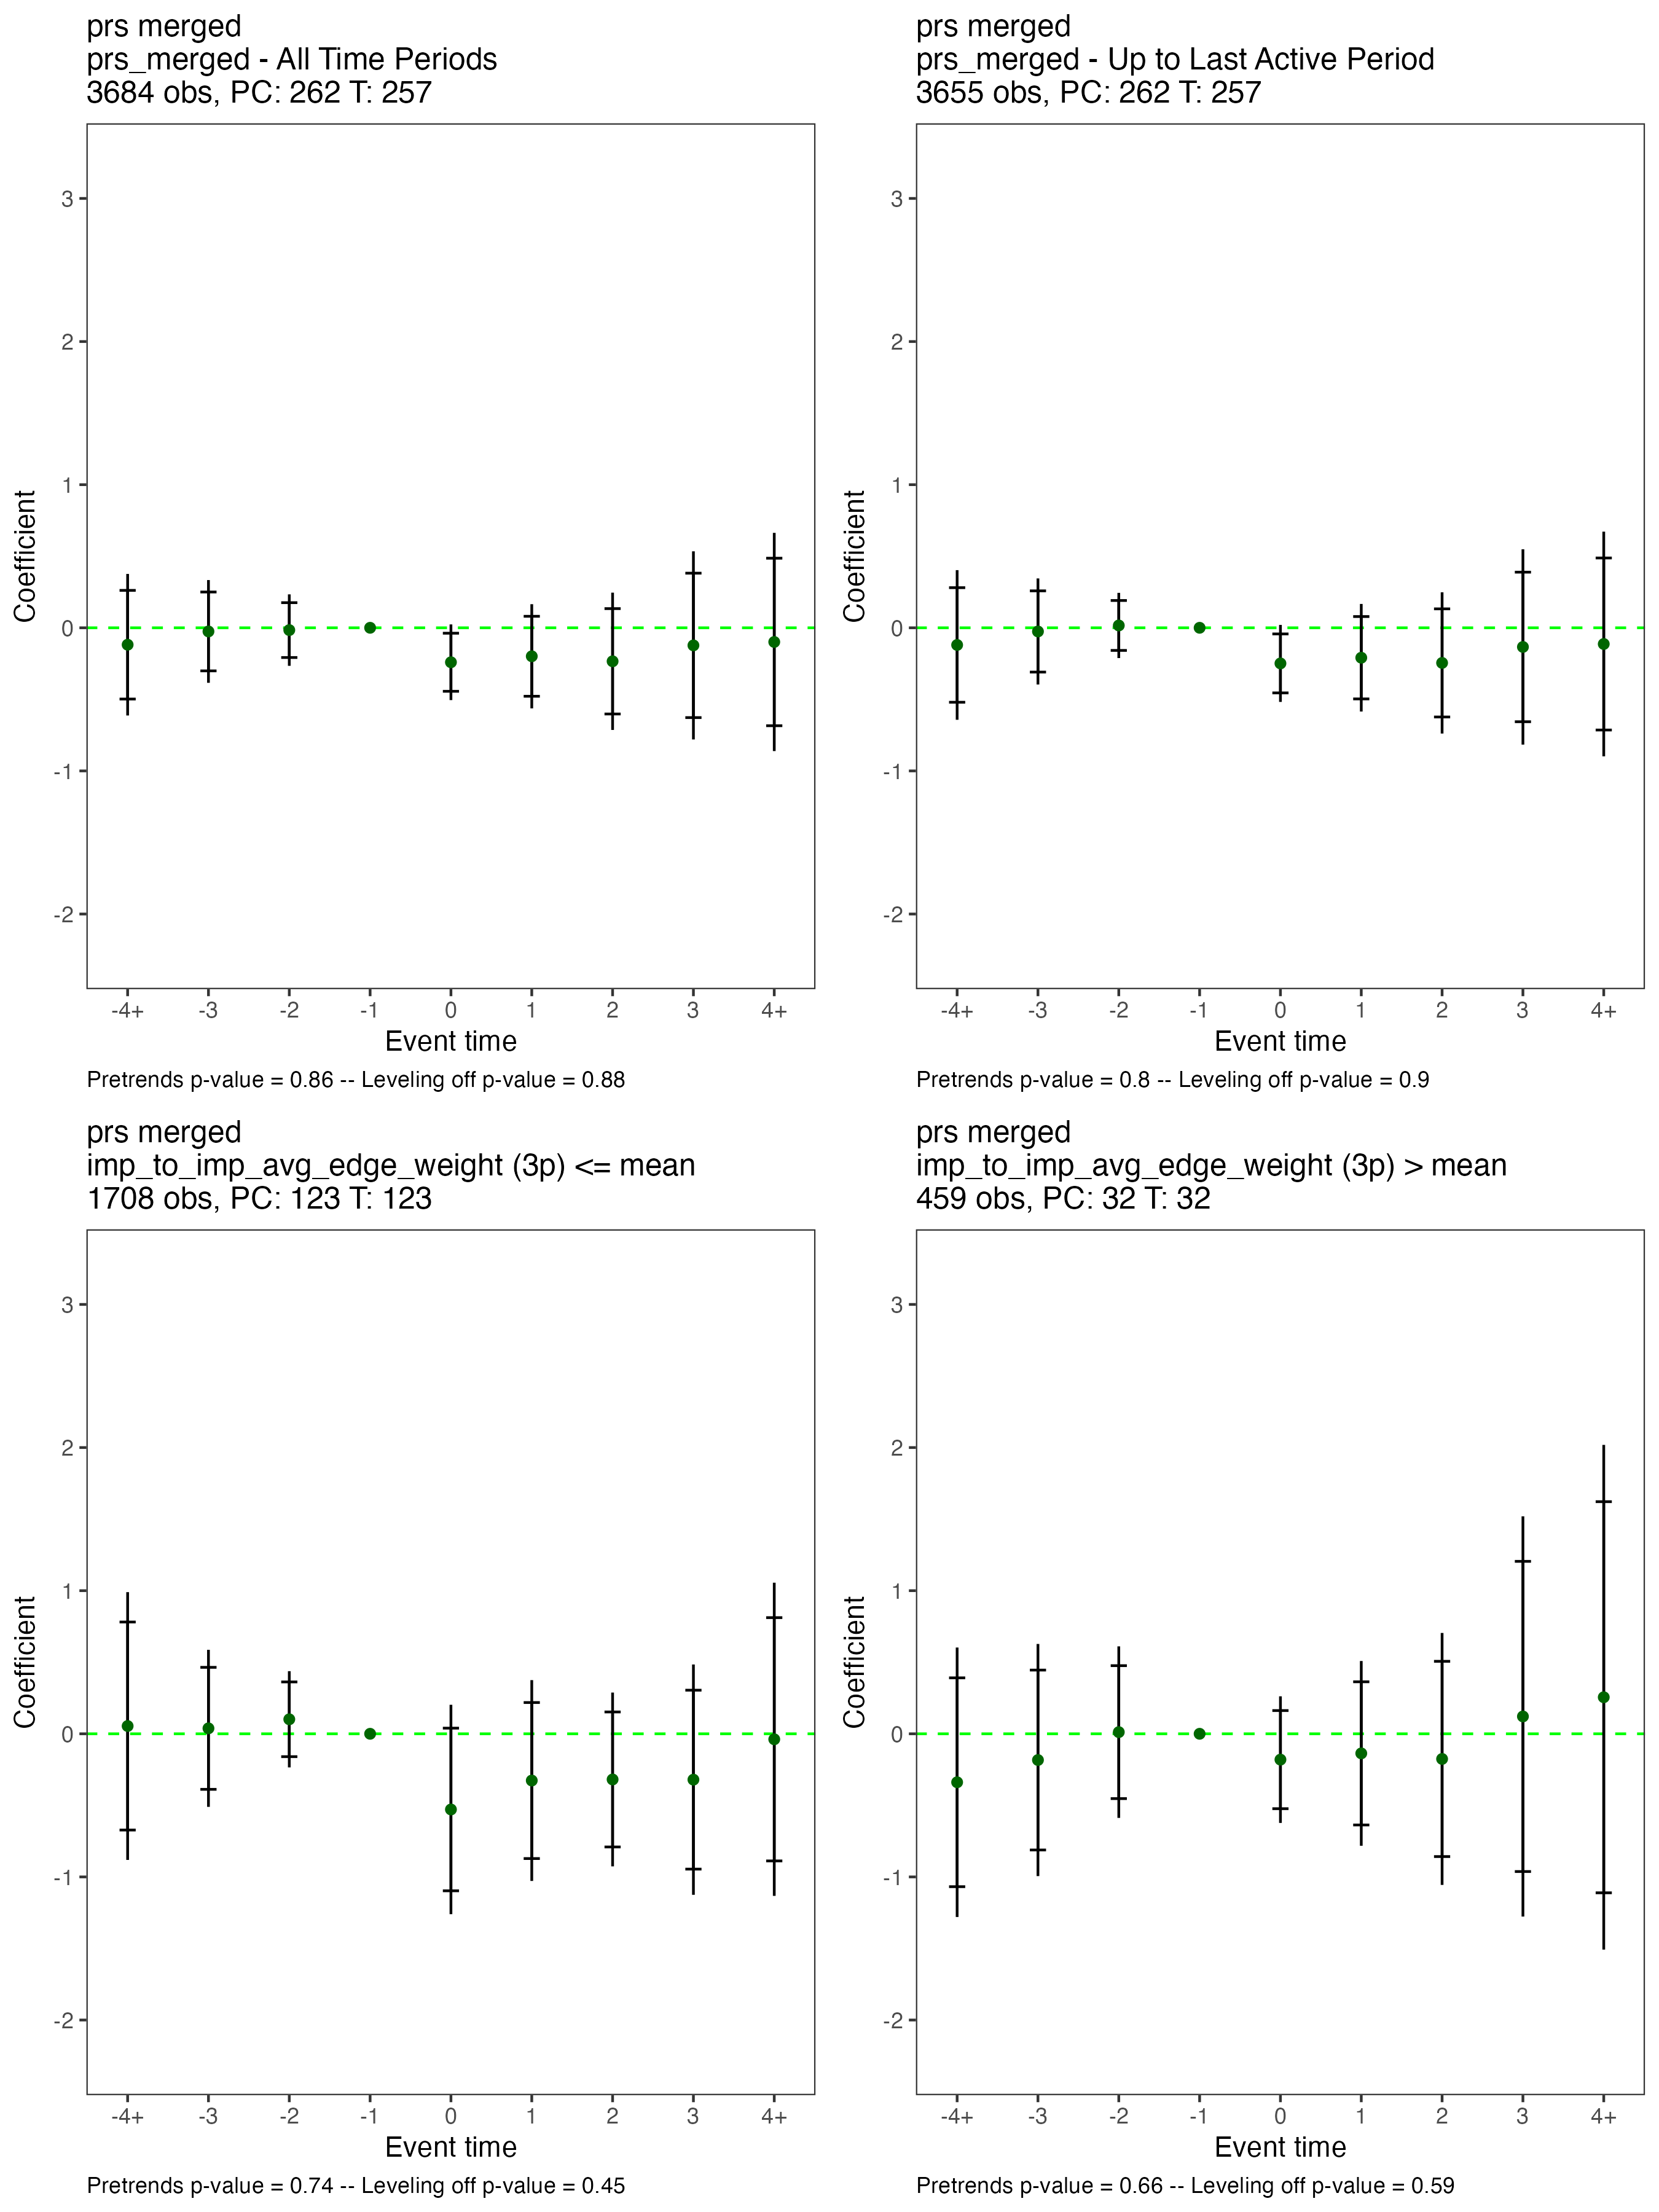 prs merged
prs_merged - All Time Periods
3684 obs, PC: 262 T: 257
Coefficient
3
2
1
0
-1
-2
-4+ -3 -2 -1 0 1 2 3 4+
Event time
Pretrends p-value = 0.86 -- Leveling off p-value = 0.88
prs merged
prs_merged - Up to Last Active Period
3655 obs, PC: 262 T: 257
Coefficient
3
2
1
0
-1
-2
-4+ -3 -2 -1 0 1 2 3 4+
Event time
Pretrends p-value = 0.8 -- Leveling off p-value = 0.9
prs merged
imp_to_imp_avg_edge_weight (3p) <= mean
1708 obs, PC: 123 T: 123
Coefficient
3
2
1
0
-1
-2
-4+ -3 -2 -1 0 1 2 3 4+
Event time
Pretrends p-value = 0.74 -- Leveling off p-value = 0.45
prs merged
imp_to_imp_avg_edge_weight (3p) > mean
459 obs, PC: 32 T: 32
Coefficient
3
2
1
0
-1
-2
-4+ -3 -2 -1 0 1 2 3 4+
Event time
Pretrends p-value = 0.66 -- Leveling off p-value = 0.59